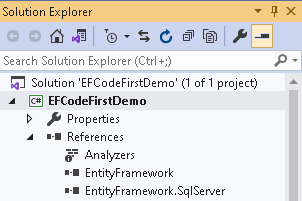 Solution Explorer
Search Solution Explorer (Ctrl+;)
Solution 'EFCodeFirstDemo' (1 of 1 project)
C# EFCodeFirstDemo
Properties
References
Analyzers
EntityFramework
EntityFramework.SqlServer